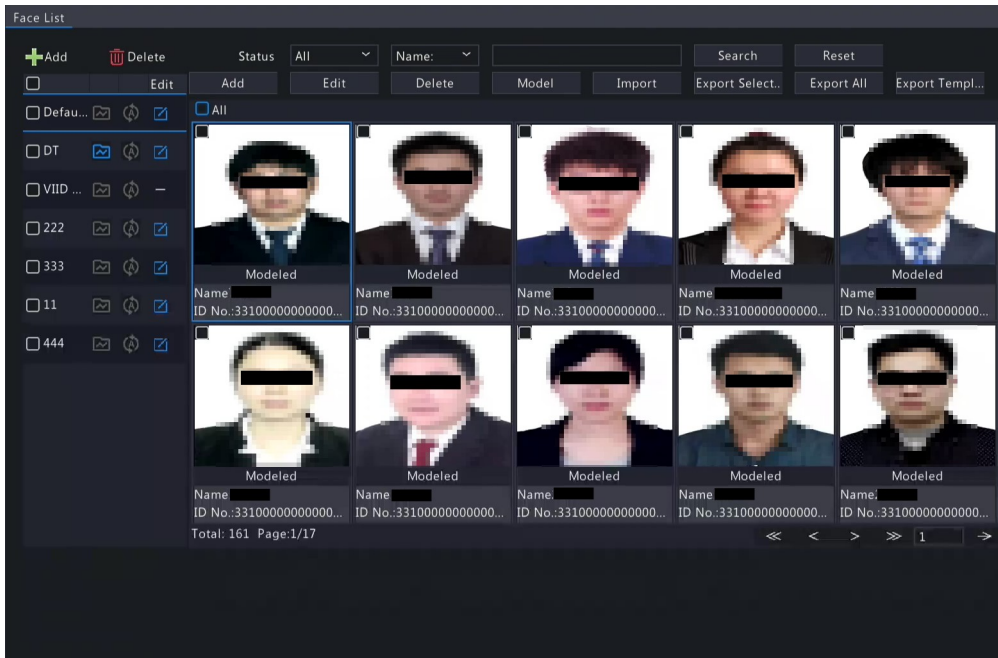 Face List
Add Delete Status All Name: Search Reset
Edit Add Edit Delete Model Import Export Select.. Export All Export Templ...
Defau... All
DT
VIID ...
222
333
11
444
Modeled Modeled Modeled Modeled Modeled
Name Name Name Name Name
ID No.:33100000000000... ID No.:33100000000000... ID No.:33100000000000... ID No.:33100000000000... ID No.:33100000000000...
Modeled Modeled Modeled Modeled Modeled
Name Name Name. Name Name:
ID No.:33100000000000... ID No.:33100000000000... ID No.:33100000000000... ID No.:33100000000000... ID No.:33100000000000...
Total: 161 Page:1/17 1